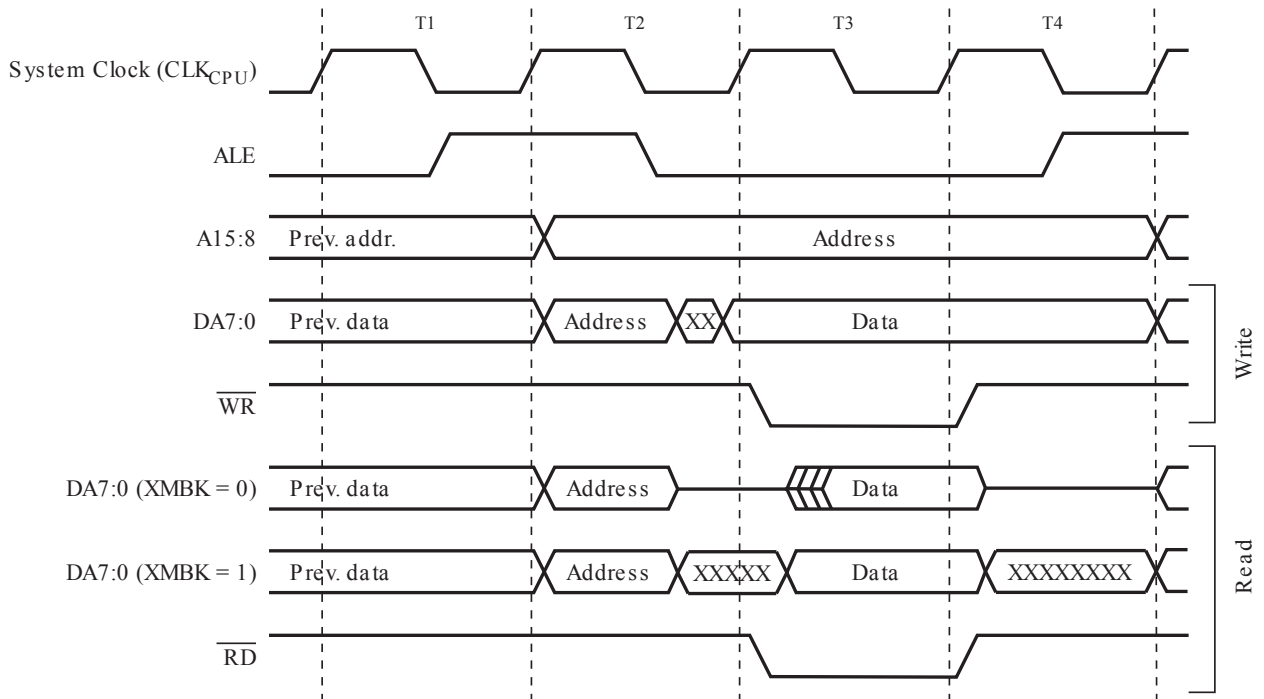 T1 T2 T3 T4
System Clock (CLKCPU)
ALE
A15:8 Prev. addr. Address
DA7:0 Prev. data Address XX Data
WR
Write
DA7:0 (XMBK = 0) Prev. data Address Data
DA7:0 (XMBK = 1) Prev. data Address XXXXX Data XXXXXXXX
RD
Read